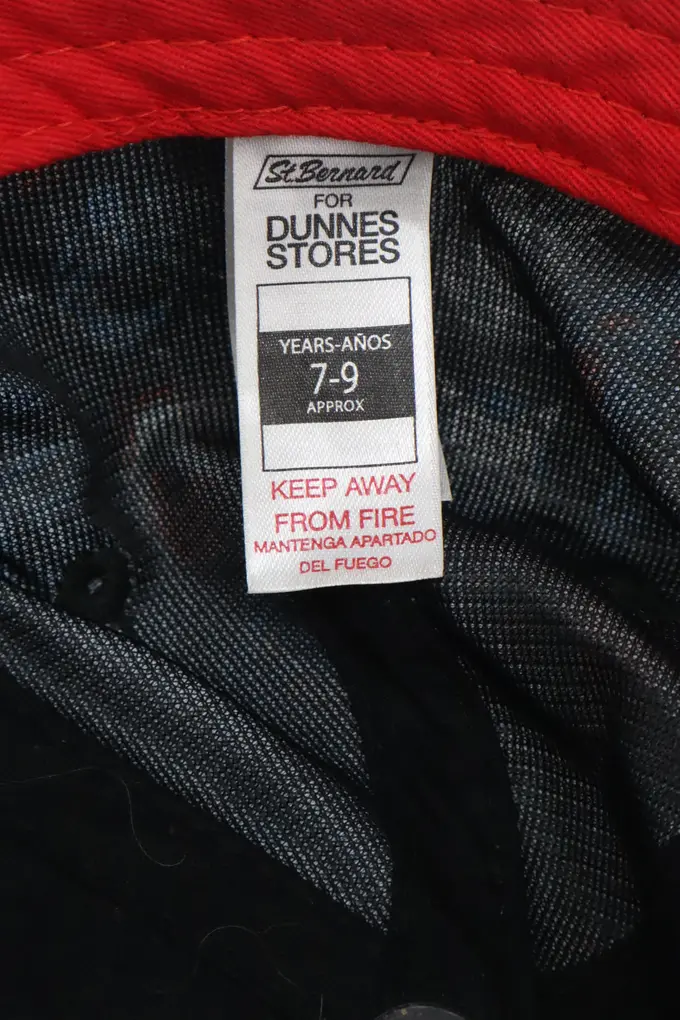 St.Bernard
FOR
DUNNES
STORES
YEARS-AÑOS
7-9
APPROX
KEEP AWAY
FROM FIRE
MANTENGA APARTADO
DEL FUEGO